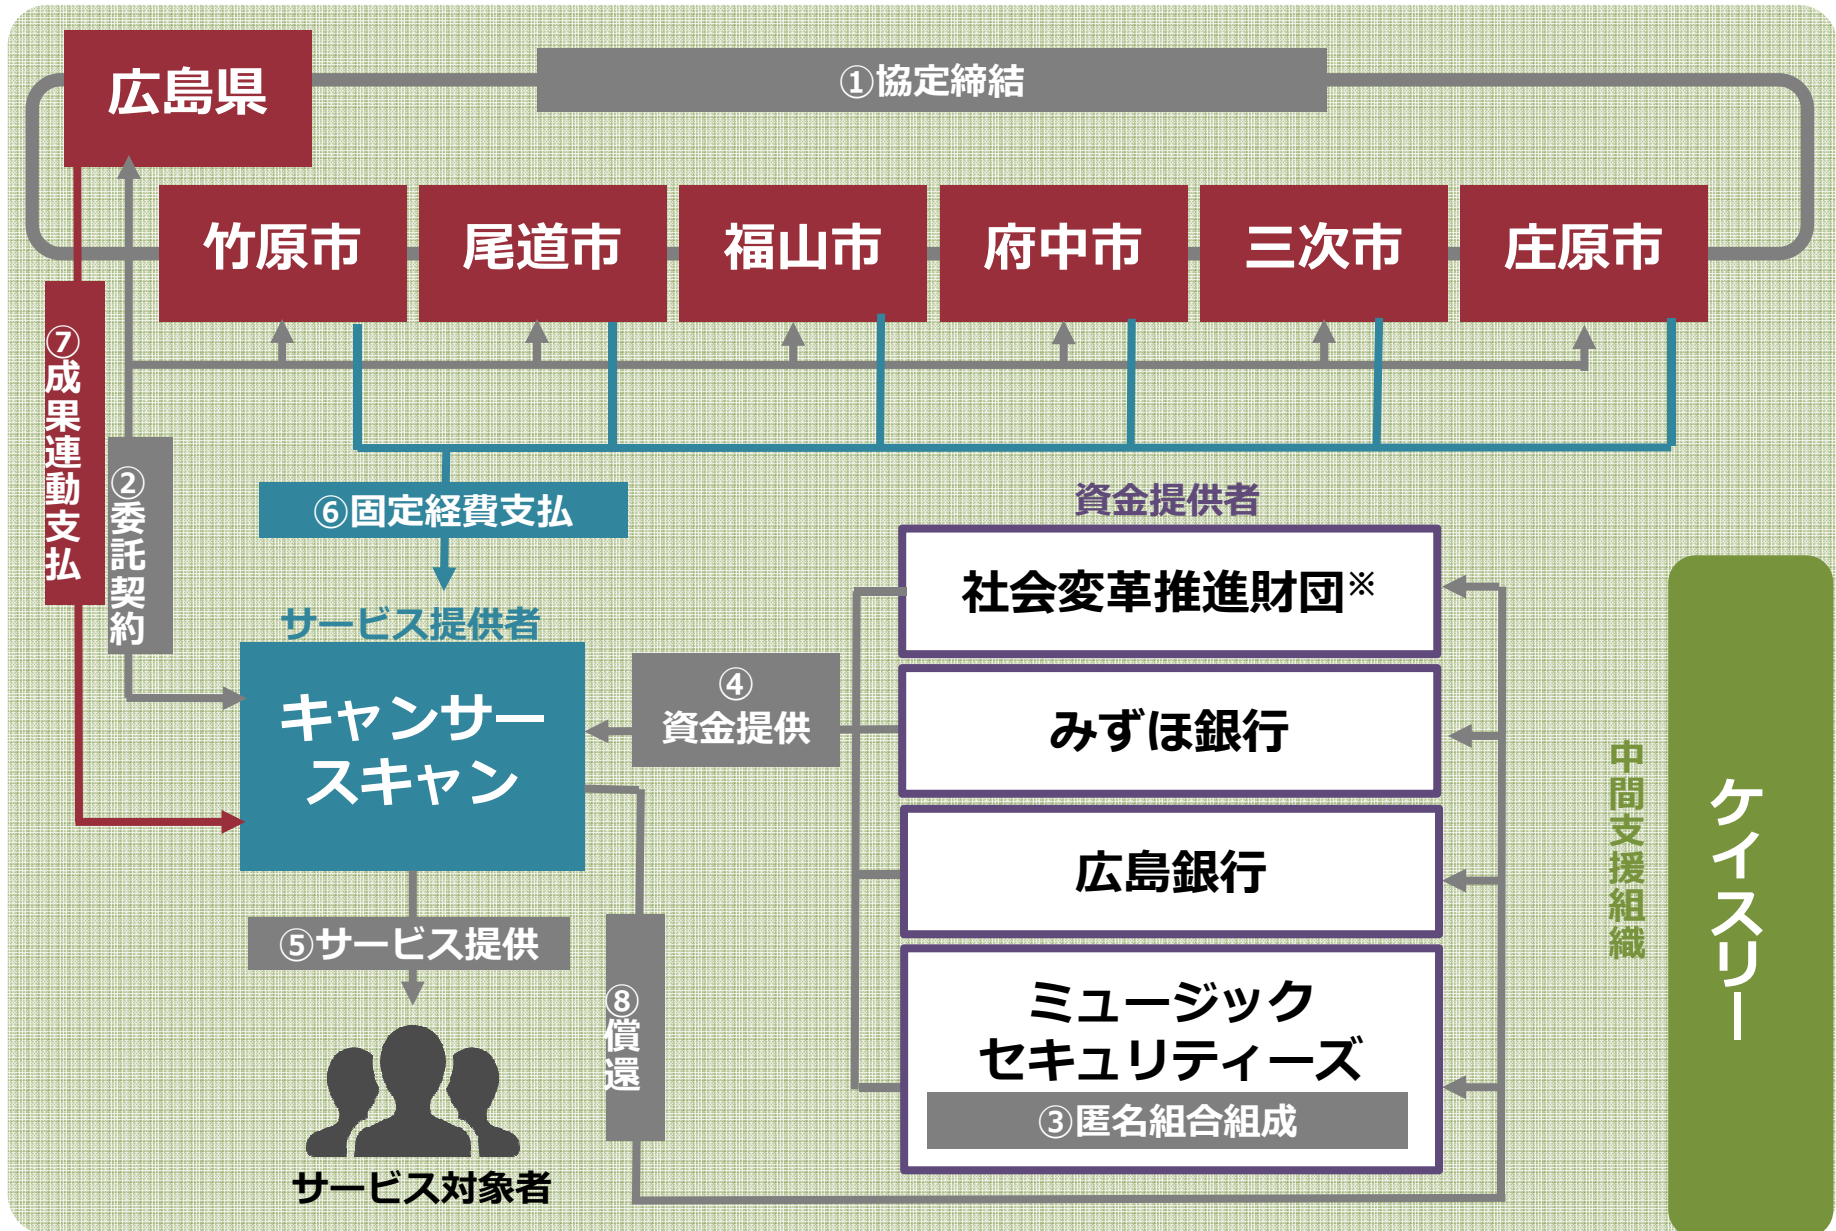 広島県
①協定締結
竹原市
尾道市
福山市
府中市
三次市
庄原市
⑦成果連動支払
②委託契約
⑥固定経費支払
サービス提供者
キャンサー
スキャン
④
資金提供
資金提供者
社会変革推進財団※
みずほ銀行
広島銀行
ミュージック
セキュリティーズ
③匿名組合組成
中間支援組織
ケイスリー
⑤サービス提供
⑧償還
サービス対象者